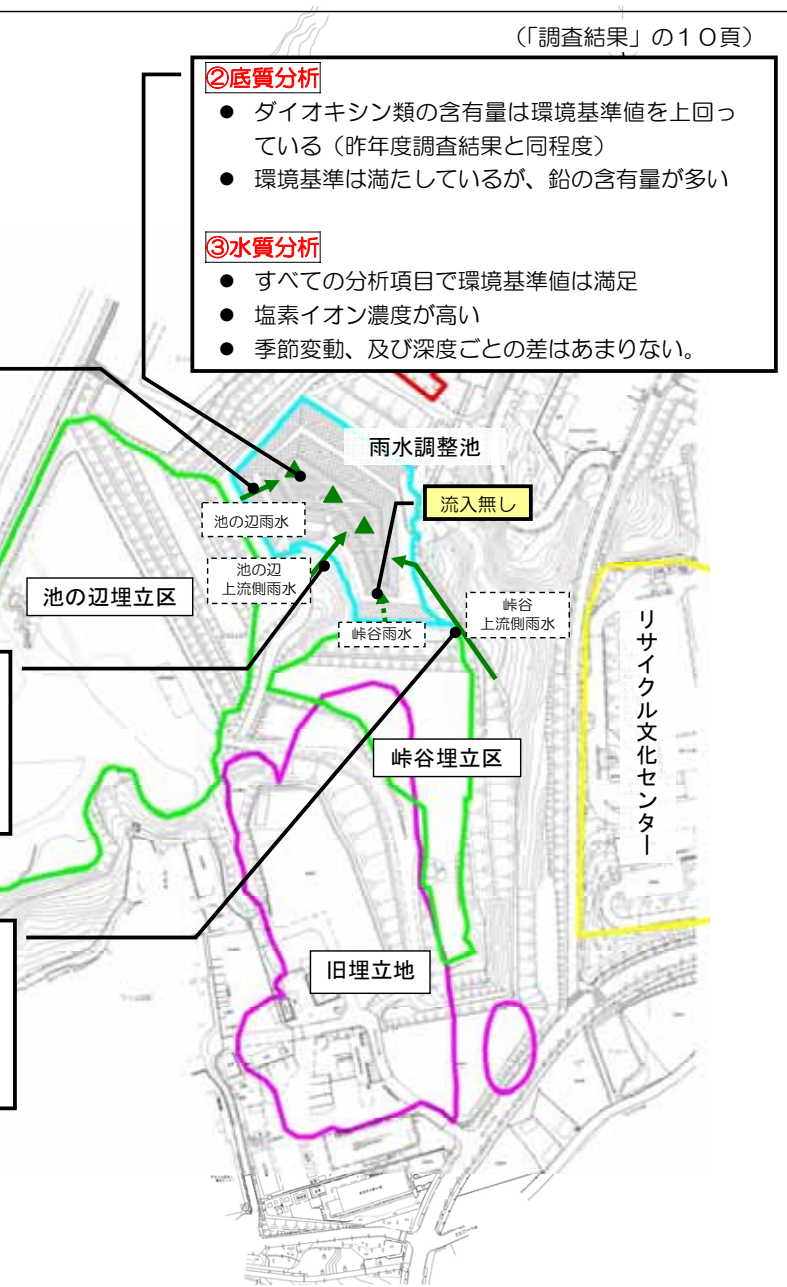 （「調査結果」の１０頁）
②底質分析
● ダイオキシン類の含有量は環境基準値を上回っ
ている（昨年度調査結果と同程度）
● 環境基準は満たしているが、鉛の含有量が多い
③水質分析
● すべての分析項目で環境基準値は満足
● 塩素イオン濃度が高い
● 季節変動、及び深度ごとの差はあまりない。
雨水調整池
流入無し
池の辺雨水
池の辺
上流側雨水
池の辺埋立区
峠谷雨水
峠谷
上流側雨水
リサイクル文化センター
峠谷埋立区
旧埋立地